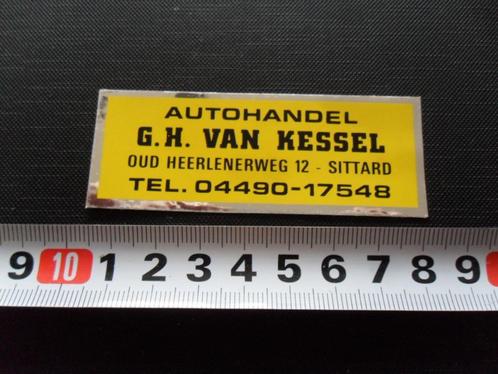 AUTOHANDEL
G.H. VAN KESSEL
OUD HEERLENERWEG 12 - SITTARD
TEL. 04490-17548
9 10 1 2 3 4 5 6 7 8 9